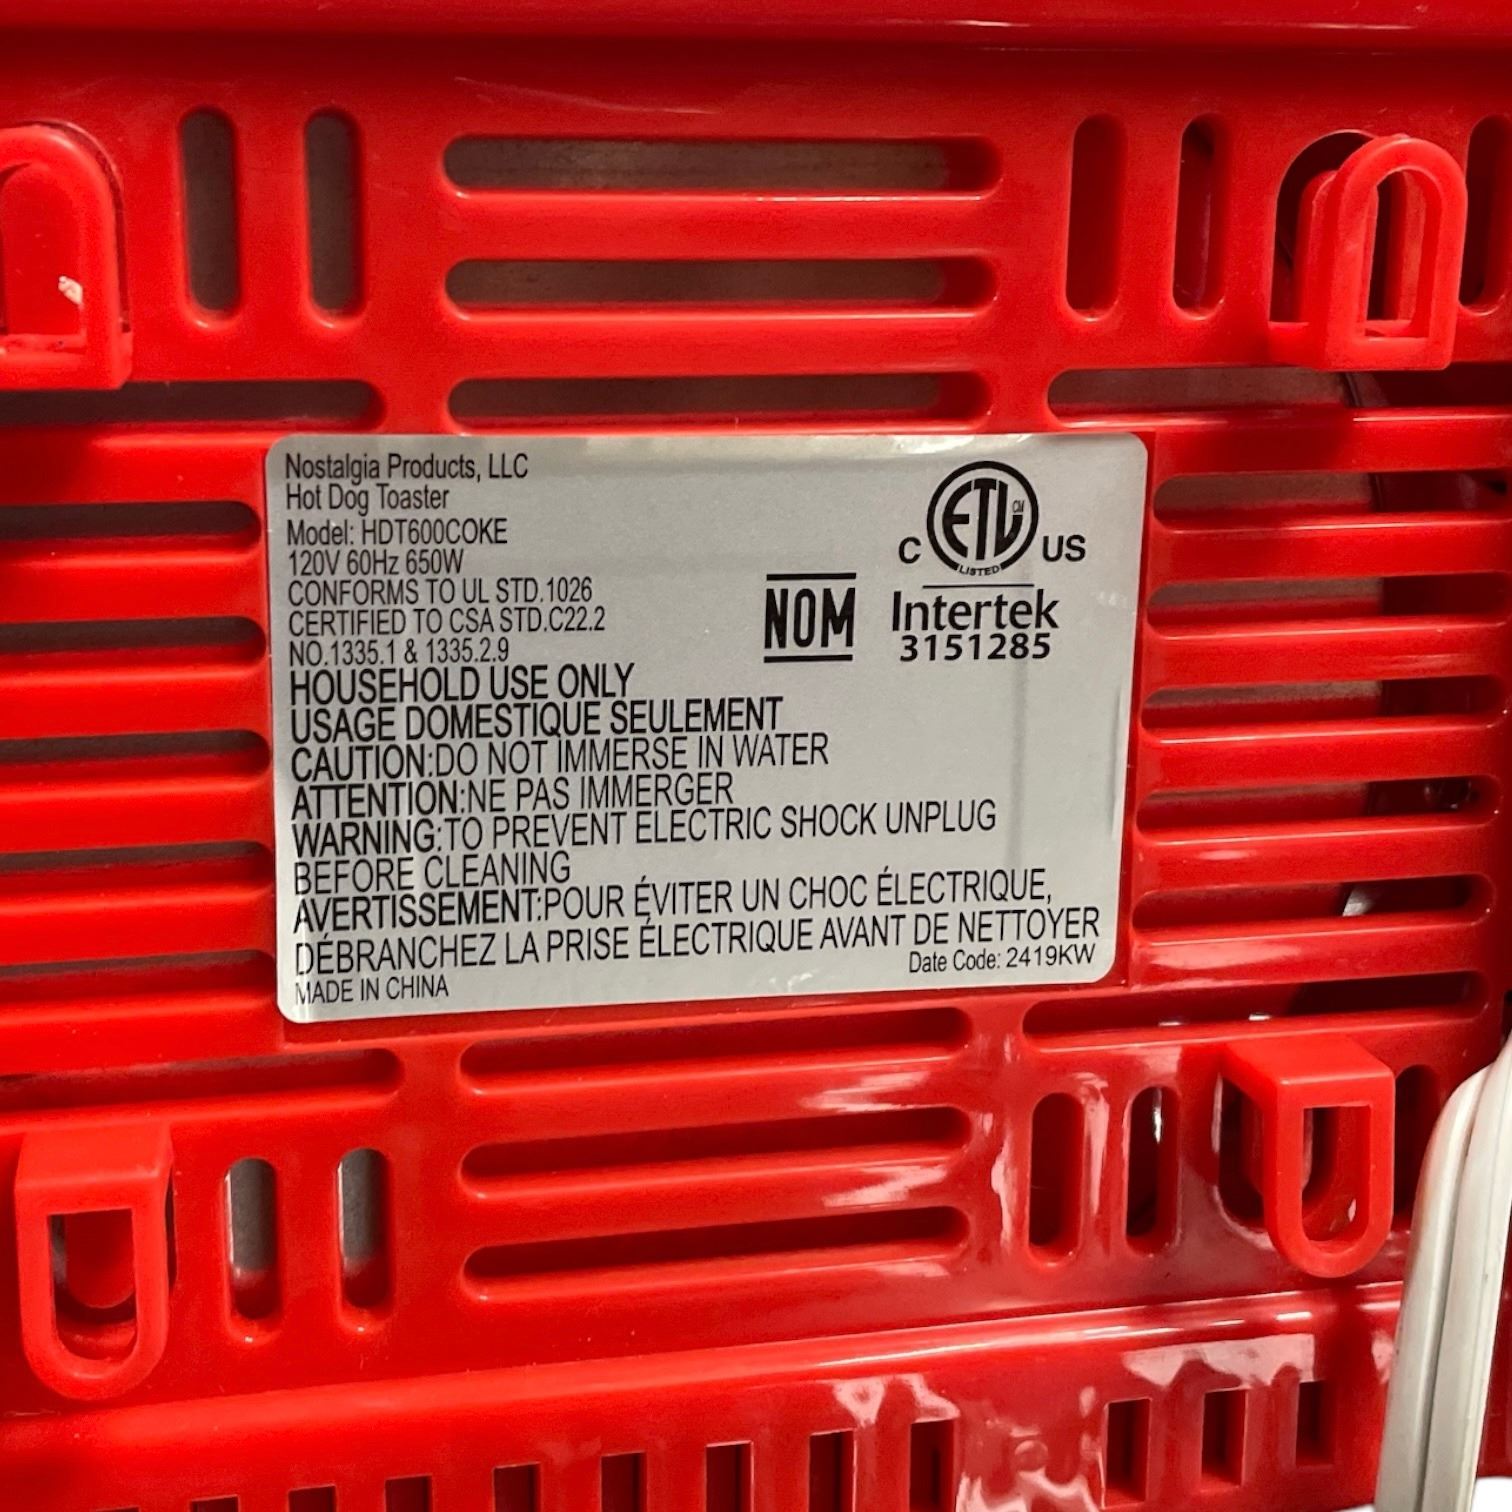 Nostalgia Products, LLC
Hot Dog Toaster
Model: HDT600COKE
120V 60Hz 650W
CONFORMS TO UL STD.1026
CERTIFIED TO CSA STD.C22.2
NO.1335.1 & 1335.2.9
HOUSEHOLD USE ONLY
USAGE DOMESTIQUE SEULEMENT
CAUTION:DO NOT IMMERSE IN WATER
ATTENTION:NE PAS IMMERGER
WARNING:TO PREVENT ELECTRIC SHOCK UNPLUG
BEFORE CLEANING
AVERTISSEMENT:POUR ÉVITER UN CHOC ÉLECTRIQUE,
DÉBRANCHEZ LA PRISE ÉLECTRIQUE AVANT DE NETTOYER
MADE IN CHINA
Date Code: 2419KW
NOM
ETL CM
C US
LISTED
Intertek
3151285